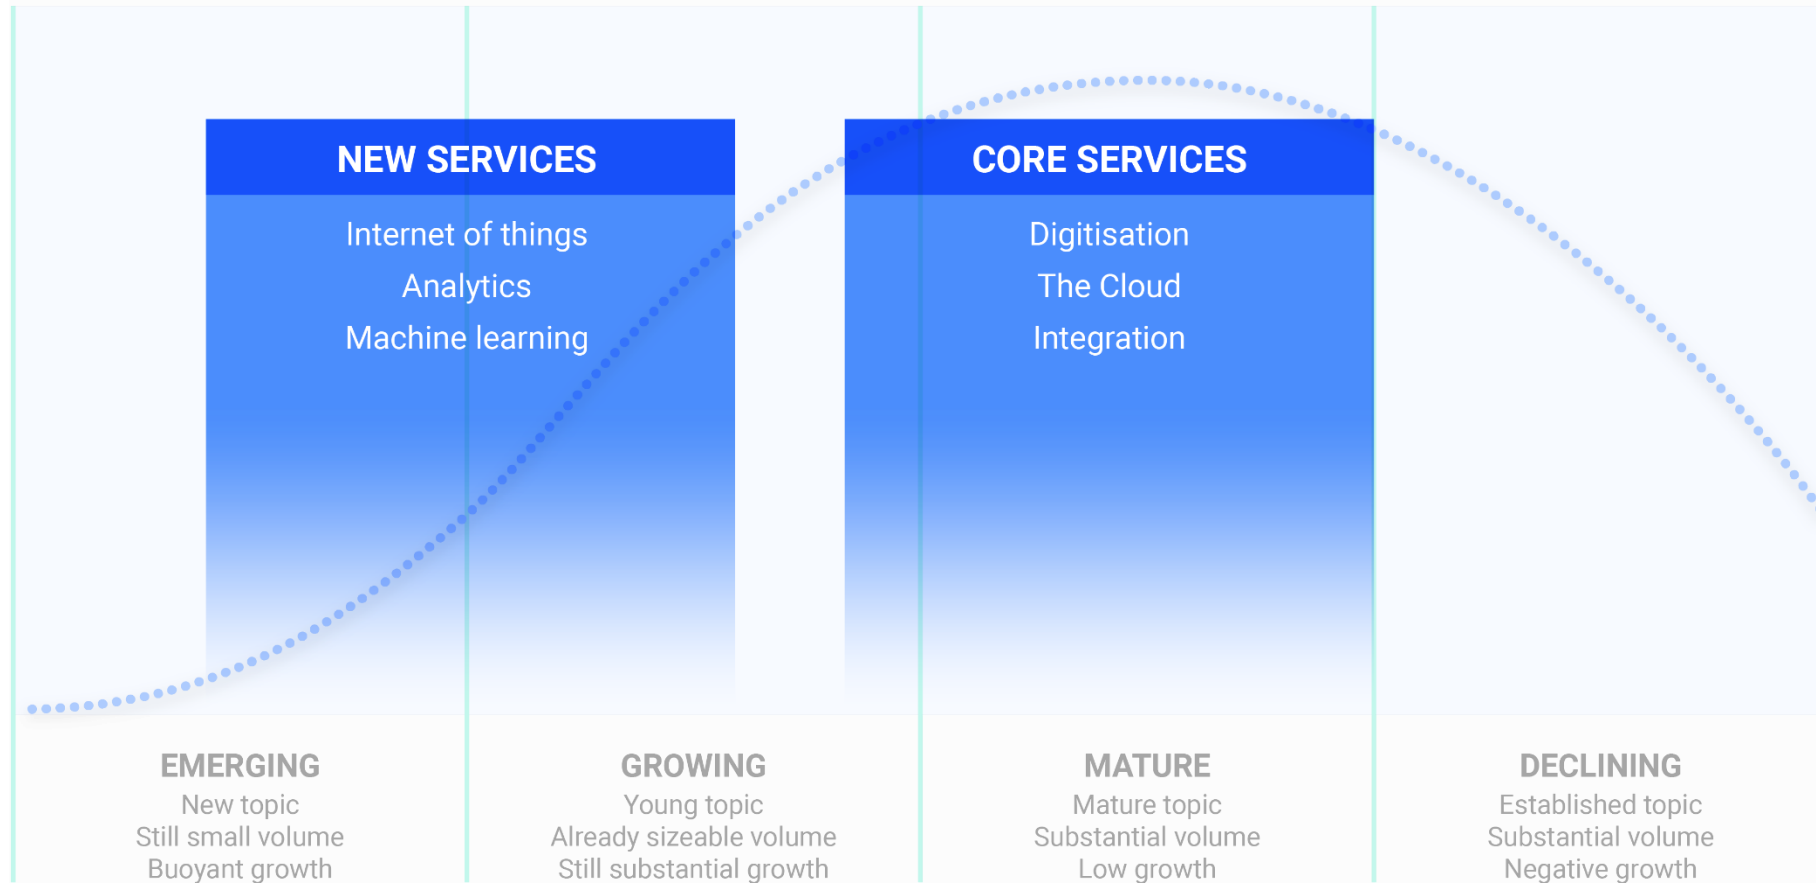 NEW SERVICES
Internet of things
Analytics
Machine learning
CORE SERVICES
Digitisation
The Cloud
Integration
EMERGING
New topic
Still small volume
Buoyant growth
GROWING
Young topic
Already sizeable volume
Still substantial growth
MATURE
Mature topic
Substantial volume
Low growth
DECLINING
Established topic
Substantial volume
Negative growth